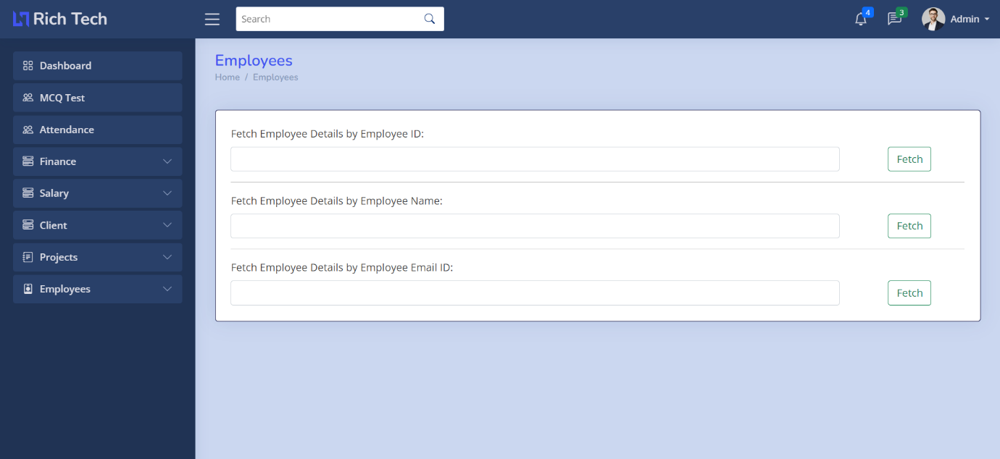 Rich Tech
Search
4
3
Admin
Dashboard
MCQ Test
Attendance
Finance
Salary
Client
Projects
Employees
Employees
Home / Employees
Fetch Employee Details by Employee ID:
Fetch
Fetch Employee Details by Employee Name:
Fetch
Fetch Employee Details by Employee Email ID:
Fetch